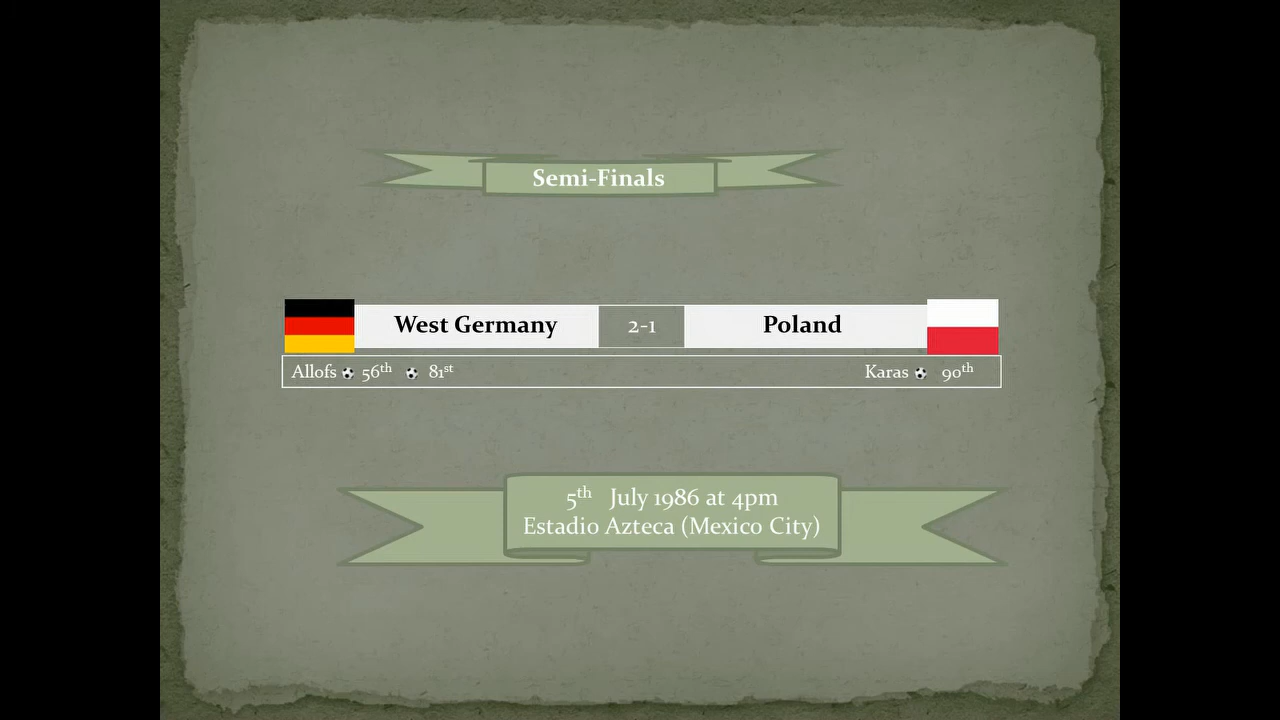 Semi-Finals
West Germany 2-1 Poland
Allofs ⚽ 56th ⚽ 81st Karas ⚽ 90th
5th July 1986 at 4pm
Estadio Azteca (Mexico City)